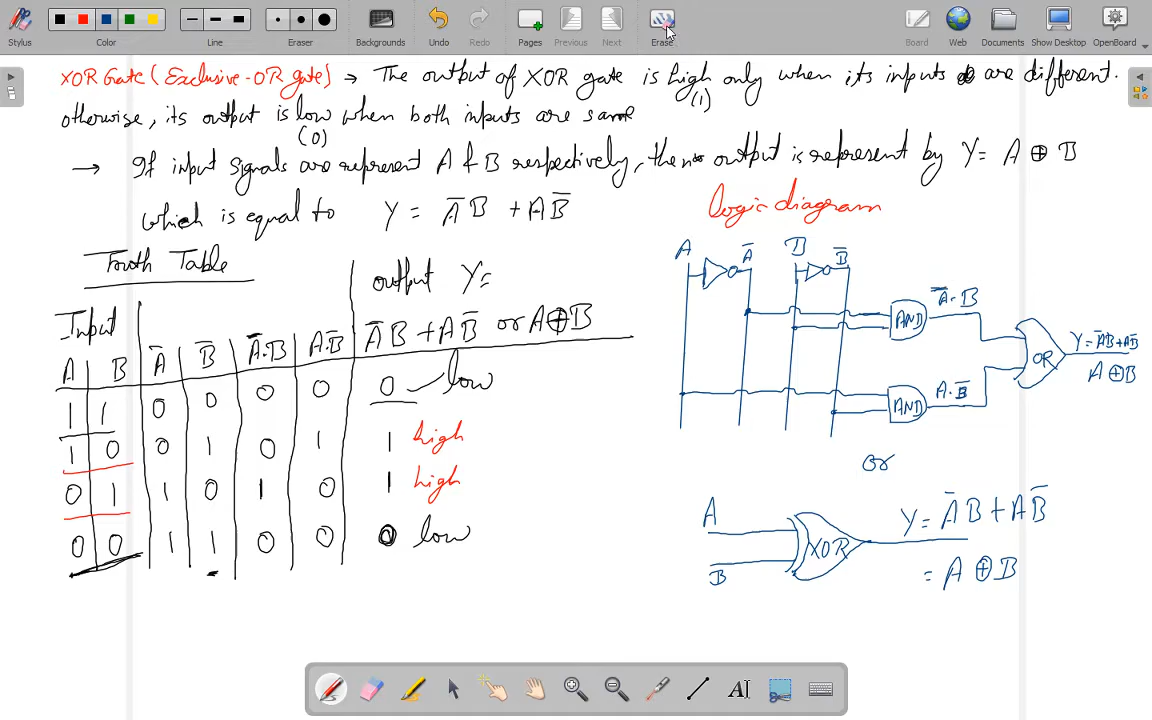 Stylus Color Line Eraser Backgrounds Undo Redo Pages Previous Next Erase Board Web Documents Show Desktop OpenBoard
XOR Gate (Exclusive-OR gate) → The output of XOR gate is high only when its inputs are different.
(1)
otherwise, its output is low when both inputs are same
(0)
→ If input signals are represent A & B respectively, then output is represent by Y = A ⊕ B
which is equal to Y = A̅B + AB̅
Truth Table
Input
output Y=
A B A̅ B̅ A̅.B A.B̅ A̅B + AB̅ or A⊕B
1 1 0 0 0 0 0 low
1 0 0 1 0 1 1 high
0 1 1 0 1 0 1 high
0 0 1 1 0 0 0 low
logic diagram
A A̅ B B̅
AND A̅.B
OR Y = A̅B + AB̅
A ⊕ B
AND A.B̅
or
A
B
XOR
Y = A̅B + AB̅
= A ⊕ B